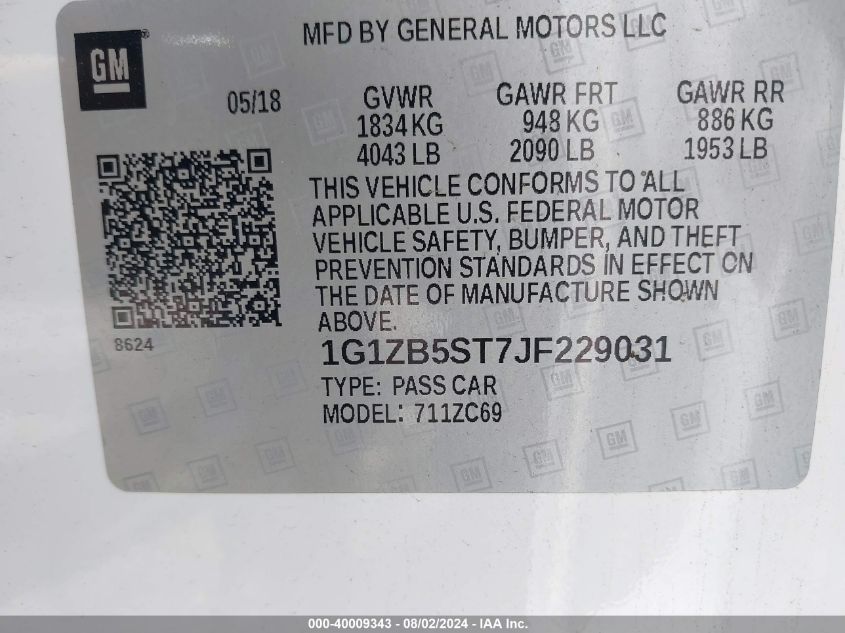 GM
MFD BY GENERAL MOTORS LLC
05/18
GVWR GAWR FRT GAWR RR
1834 KG 948 KG 886 KG
4043 LB 2090 LB 1953 LB
THIS VEHICLE CONFORMS TO ALL
APPLICABLE U.S. FEDERAL MOTOR
VEHICLE SAFETY, BUMPER, AND THEFT
PREVENTION STANDARDS IN EFFECT ON
THE DATE OF MANUFACTURE SHOWN
ABOVE.
8624
1G1ZB5ST7JF229031
TYPE: PASS CAR
MODEL: 711ZC69
000-40009343 - 08/02/2024 - IAA Inc.